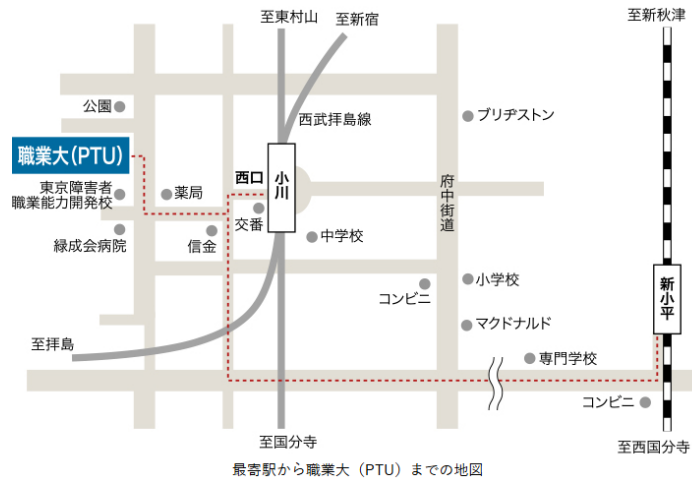 至東村山
至新宿
至新秋津
公園
西武拝島線
ブリヂストン
職業大(PTU)
西口
小川
東京障害者
職業能力開発校
薬局
府中街道
交番
緑成会病院
信金
中学校
小学校
コンビニ
新小平
マクドナルド
至拝島
専門学校
コンビニ
至国分寺
至西国分寺
最寄駅から職業大（PTU）までの地図